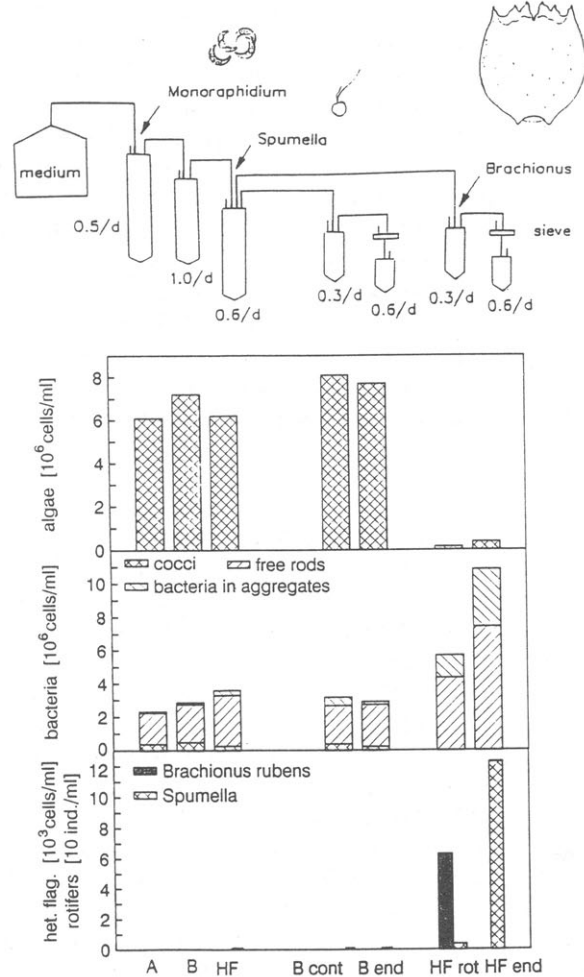 Monoraphidium
Spumella
Brachionus
medium
sieve
0.5/d
1.0/d
0.6/d
0.3/d
0.6/d
0.3/d
0.6/d
algae [10⁶cells/ml]
8
6
4
2
0
cocci
free rods
bacteria in aggregates
bacteria [10⁶cells/ml]
10
8
6
4
2
0
Brachionus rubens
Spumella
het. flag. [10³cells/ml]
rotifers [10 ind./ml]
12
10
8
6
4
2
0
A B HF B cont B end HF rot HF end